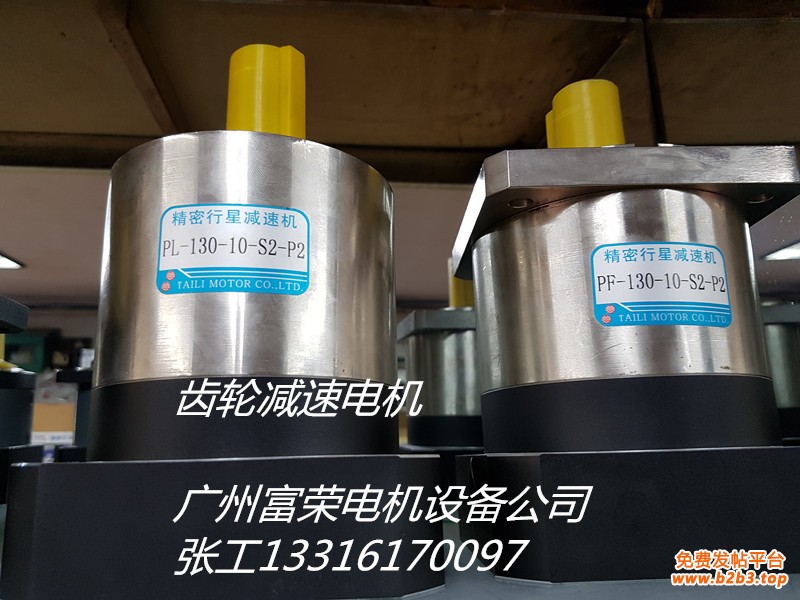 精密行星减速机
PL-130-10-S2-P2
TAILI MOTOR CO.,LTD.
精密行星减速机
PF-130-10-S2-P2
TAILI MOTOR CO.,LTD.
齿轮减速电机
广州富荣电机设备公司
张工13316170097
免费发帖平台
www.b2b3.top